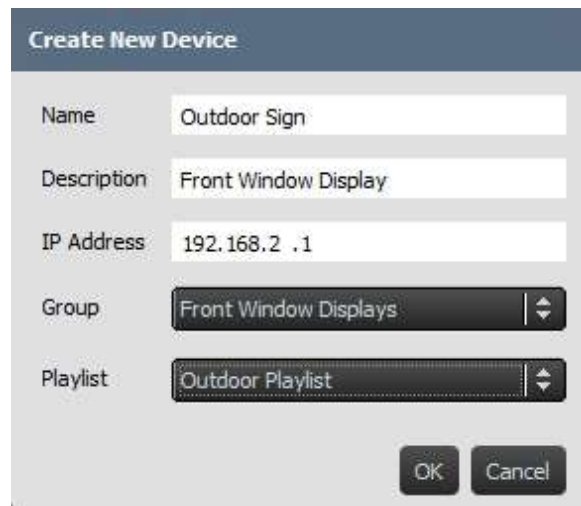 Create New Device
Name Outdoor Sign
Description Front Window Display
IP Address 192.168.2 .1
Group Front Window Displays
Playlist Outdoor Playlist
OK Cancel